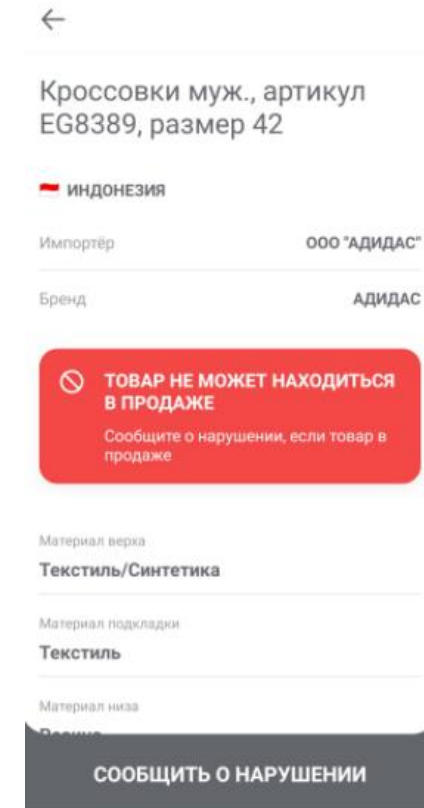 Кроссовки муж., артикул
EG8389, размер 42
ИНДОНЕЗИЯ
Импортёр ООО "АДИДАС"
Бренд АДИДАС
ТОВАР НЕ МОЖЕТ НАХОДИТЬСЯ
В ПРОДАЖЕ
Сообщите о нарушении, если товар в
продаже
Материал верха
Текстиль/Синтетика
Материал подкладки
Текстиль
Материал низа
СООБЩИТЬ О НАРУШЕНИИ